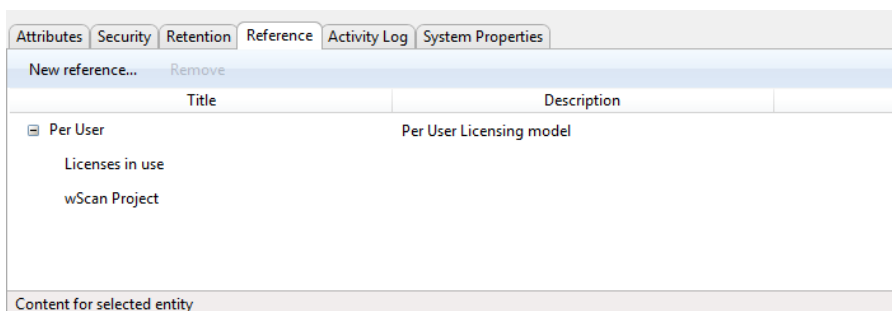 Attributes Security Retention Reference Activity Log System Properties
New reference... Remove
Title Description
Per User Per User Licensing model
Licenses in use
wScan Project
Content for selected entity